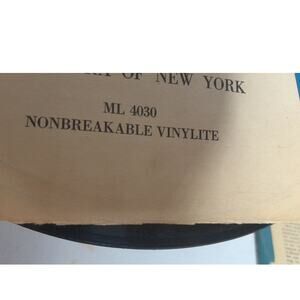 OF NEW YORK
ML 4030
NONBREAKABLE VINYLITE